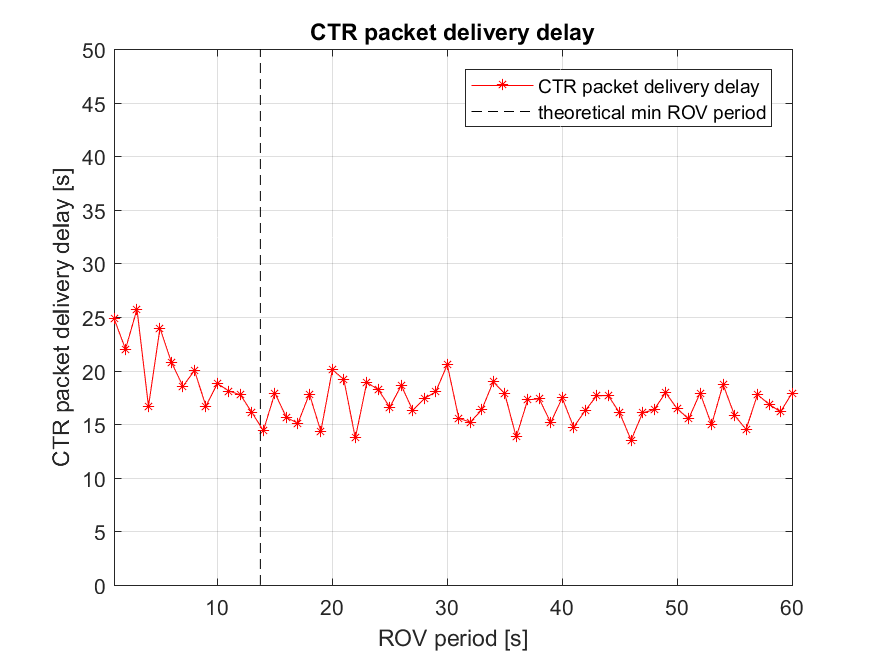 CTR packet delivery delay
50
45
40
35
30
25
20
15
10
5
0
CTR packet delivery delay [s]
CTR packet delivery delay
theoretical min ROV period
10 20 30 40 50 60
ROV period [s]